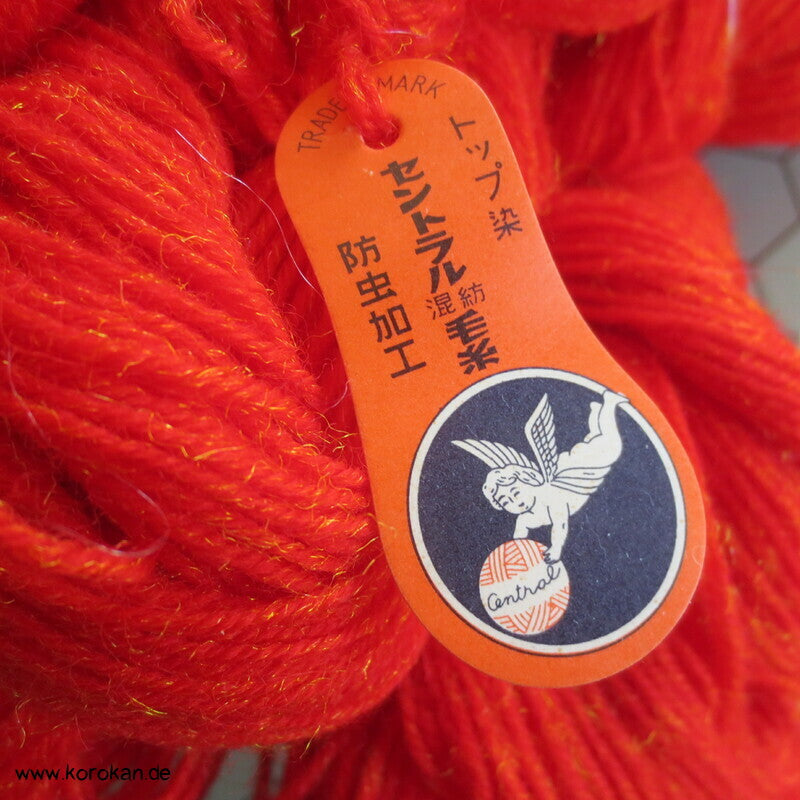 TRADE MARK
トップ染
セントラル混紡毛糸
防虫加工
Central
www.korokan.de